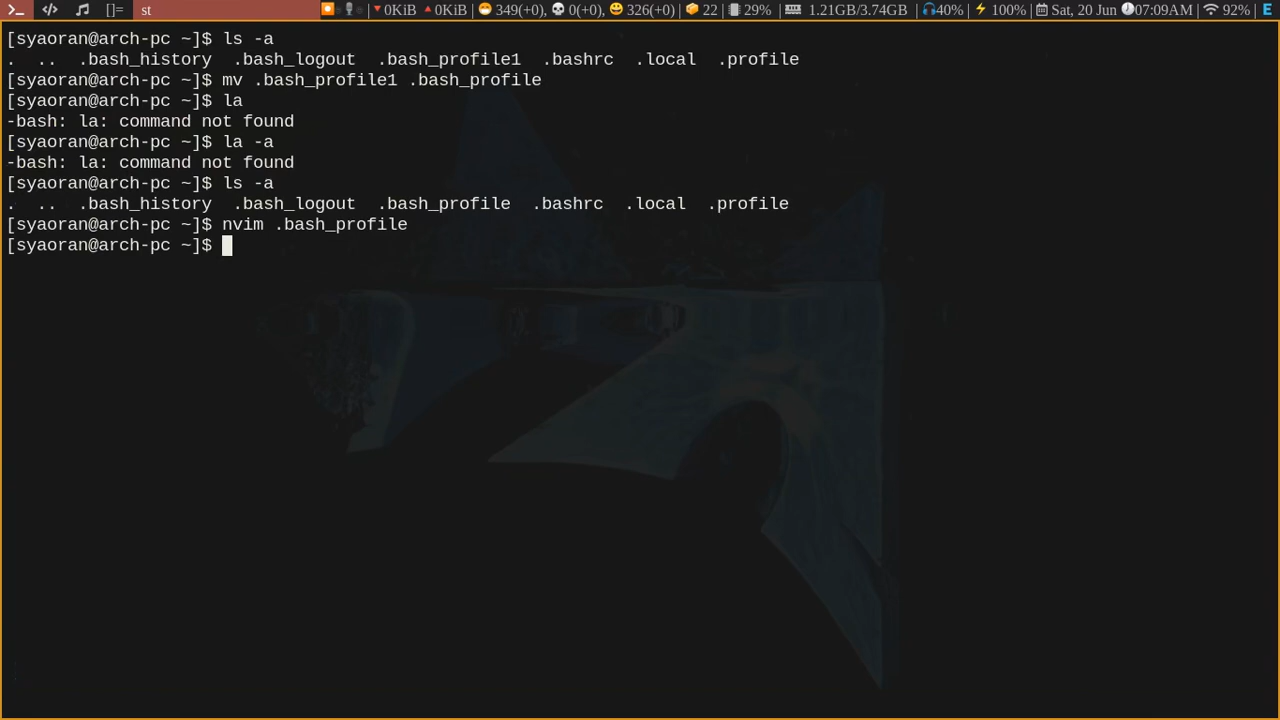 []= st | 0KiB 0KiB | 349(+0), 0(+0), 326(+0) | 22 | 29% | 1.21GB/3.74GB | 40% | 100% | Sat, 20 Jun 07:09AM | 92% | E
[syaoran@arch-pc ~]$ ls -a
. .. .bash_history .bash_logout .bash_profile1 .bashrc .local .profile
[syaoran@arch-pc ~]$ mv .bash_profile1 .bash_profile
[syaoran@arch-pc ~]$ la
-bash: la: command not found
[syaoran@arch-pc ~]$ la -a
-bash: la: command not found
[syaoran@arch-pc ~]$ ls -a
. .. .bash_history .bash_logout .bash_profile .bashrc .local .profile
[syaoran@arch-pc ~]$ nvim .bash_profile
[syaoran@arch-pc ~]$